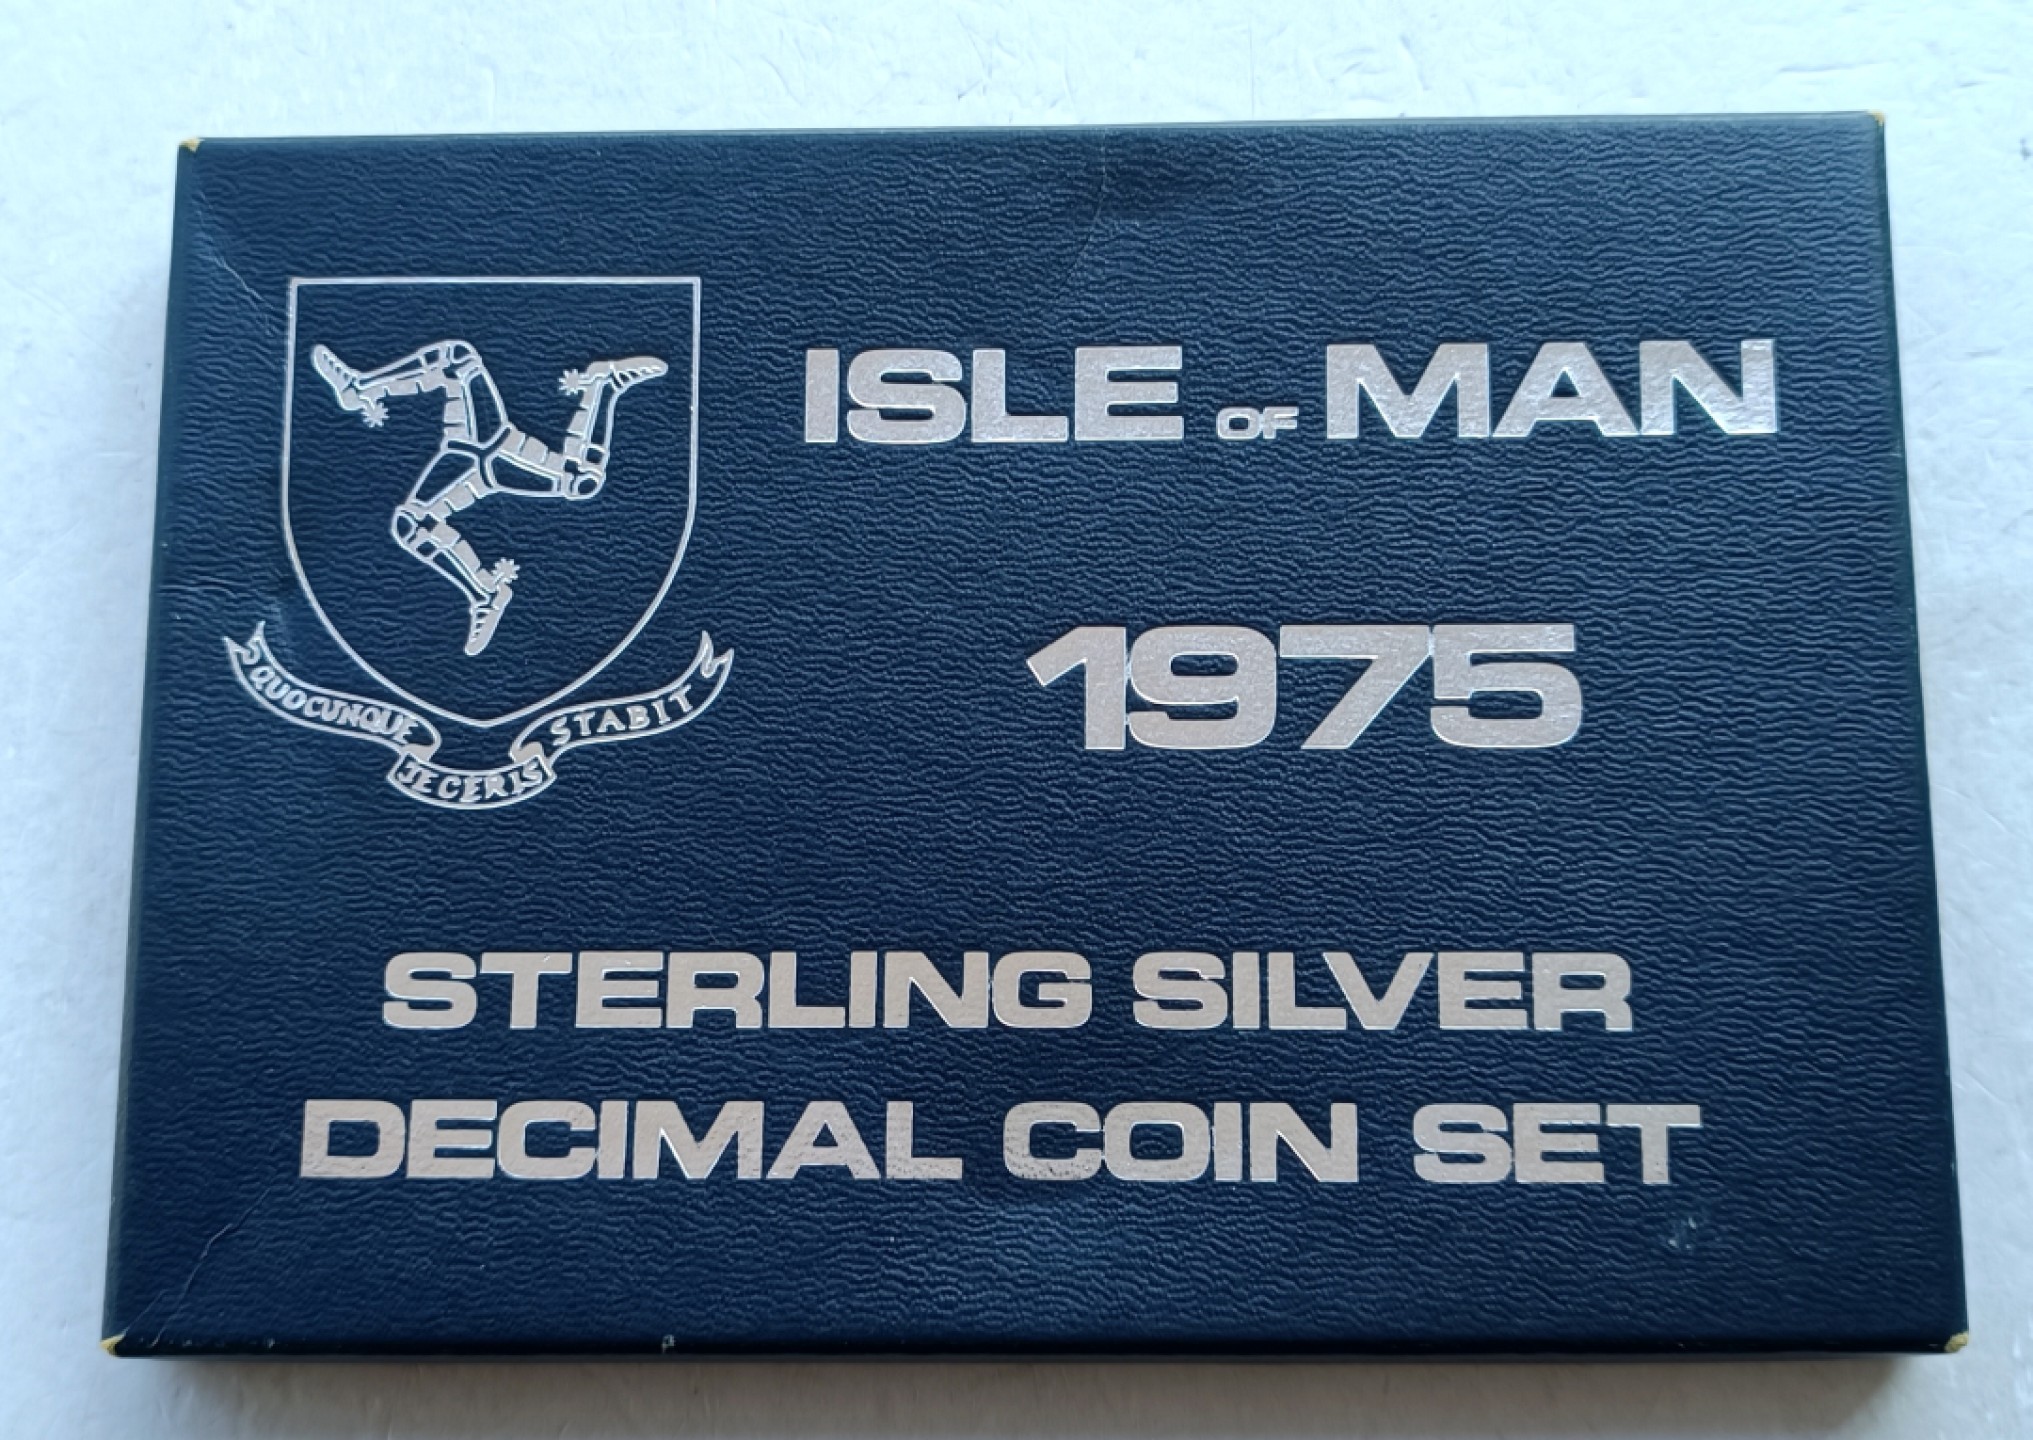 ISLE OF MAN
1975
QUOCUNQUE
JECERIS
STABIT
STERLING SILVER
DECIMAL COIN SET